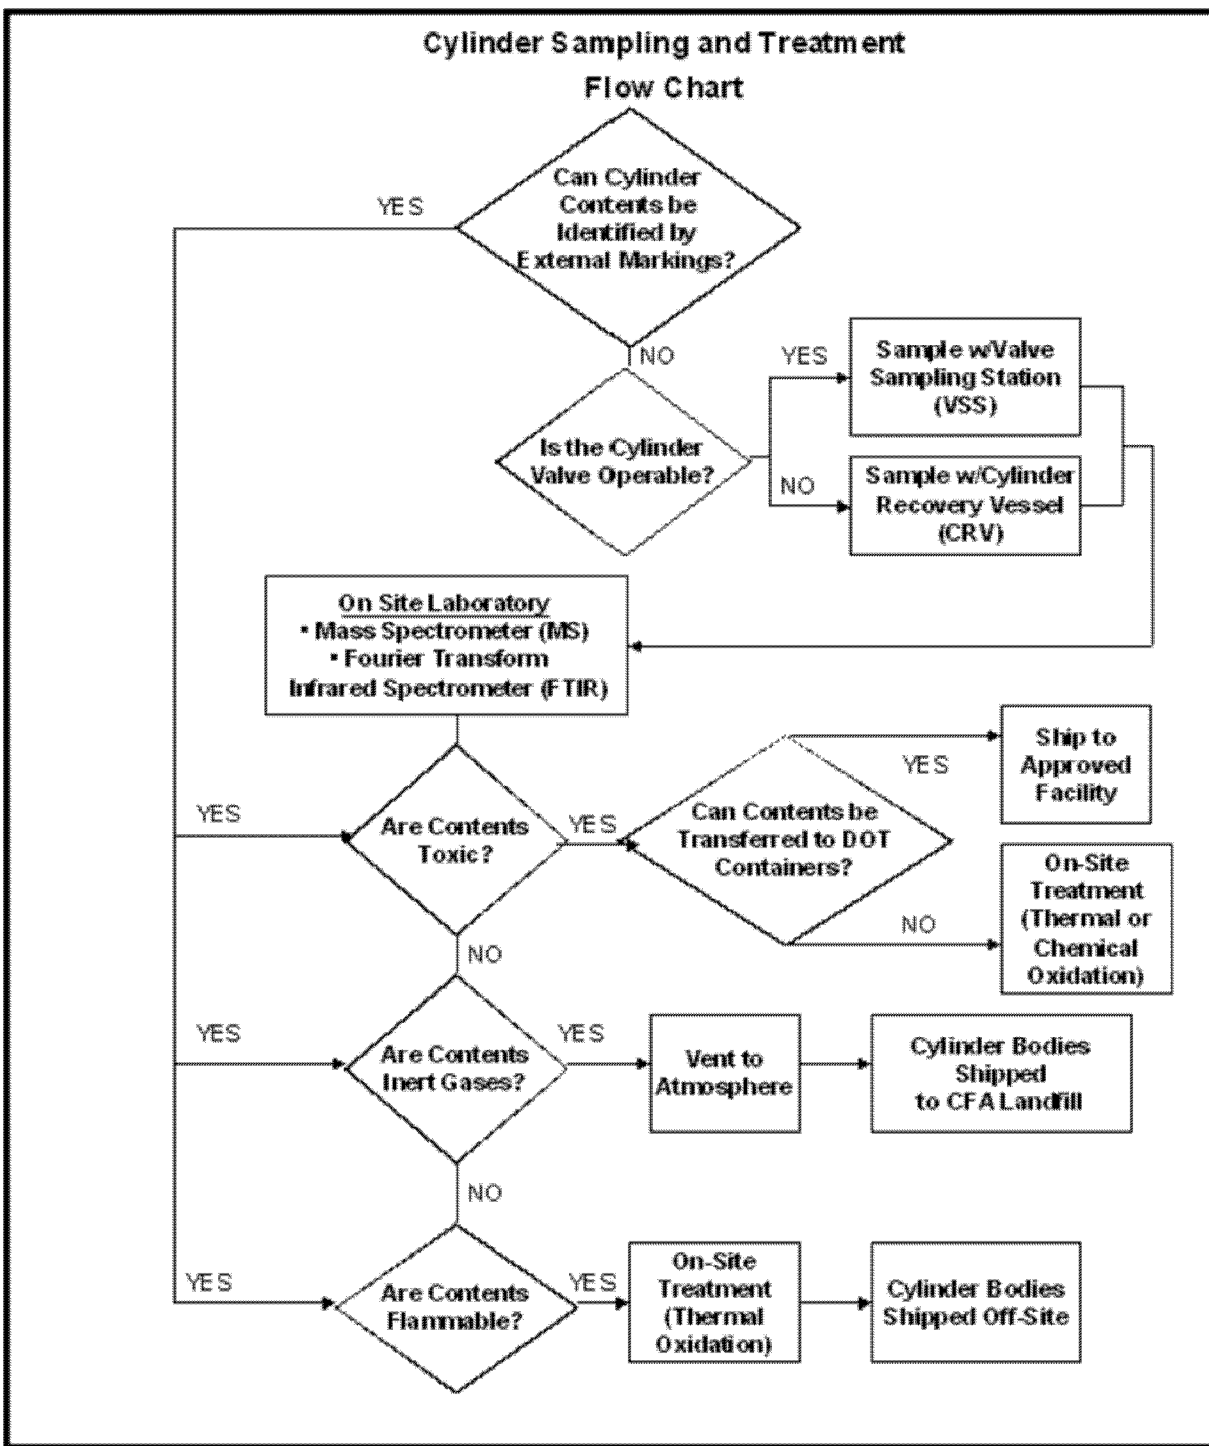 Cylinder Sampling and Treatment
Flow Chart
Can Cylinder
Contents be
Identified by
External Markings?
YES
NO
Is the Cylinder
Valve Operable?
YES
Sample w/Valve
Sampling Station
(VSS)
NO
Sample w/Cylinder
Recovery Vessel
(CRV)
On Site Laboratory
▪ Mass Spectrometer (MS)
▪ Fourier Transform
Infrared Spectrometer (FTIR)
YES
Are Contents
Toxic?
YES
Can Contents be
Transferred to DOT
Containers?
YES
Ship to
Approved
Facility
NO
On-Site
Treatment
(Thermal or
Chemical
Oxidation)
NO
YES
Are Contents
Inert Gases?
YES
Vent to
Atmosphere
Cylinder Bodies
Shipped
to CFA Landfill
NO
YES
Are Contents
Flammable?
YES
On-Site
Treatment
(Thermal
Oxidation)
Cylinder Bodies
Shipped Off-Site